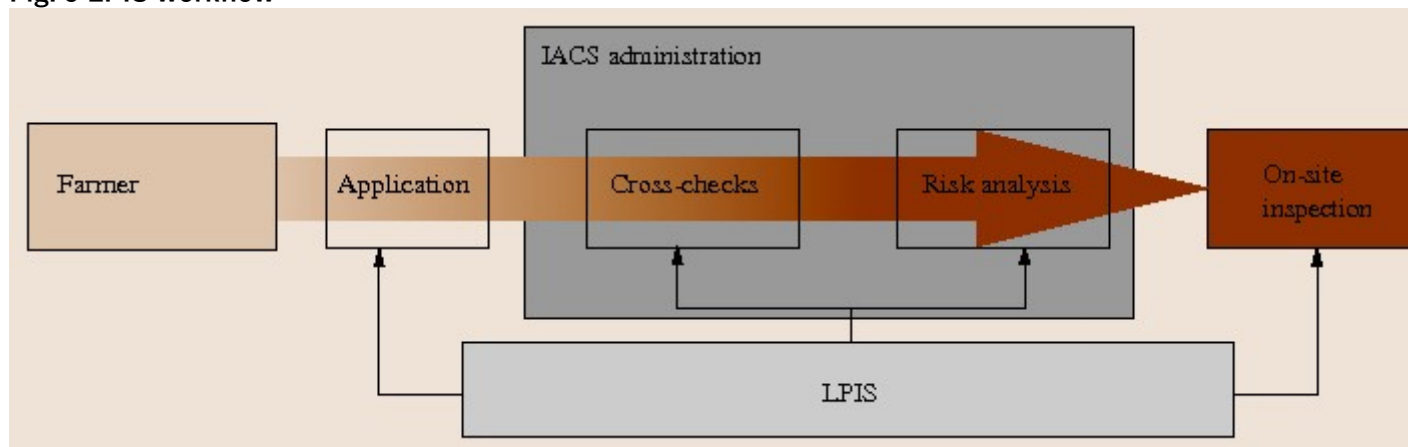 IACS administration
Farmer
Application
Cross-checks
Risk analysis
On-site
inspection
LPIS